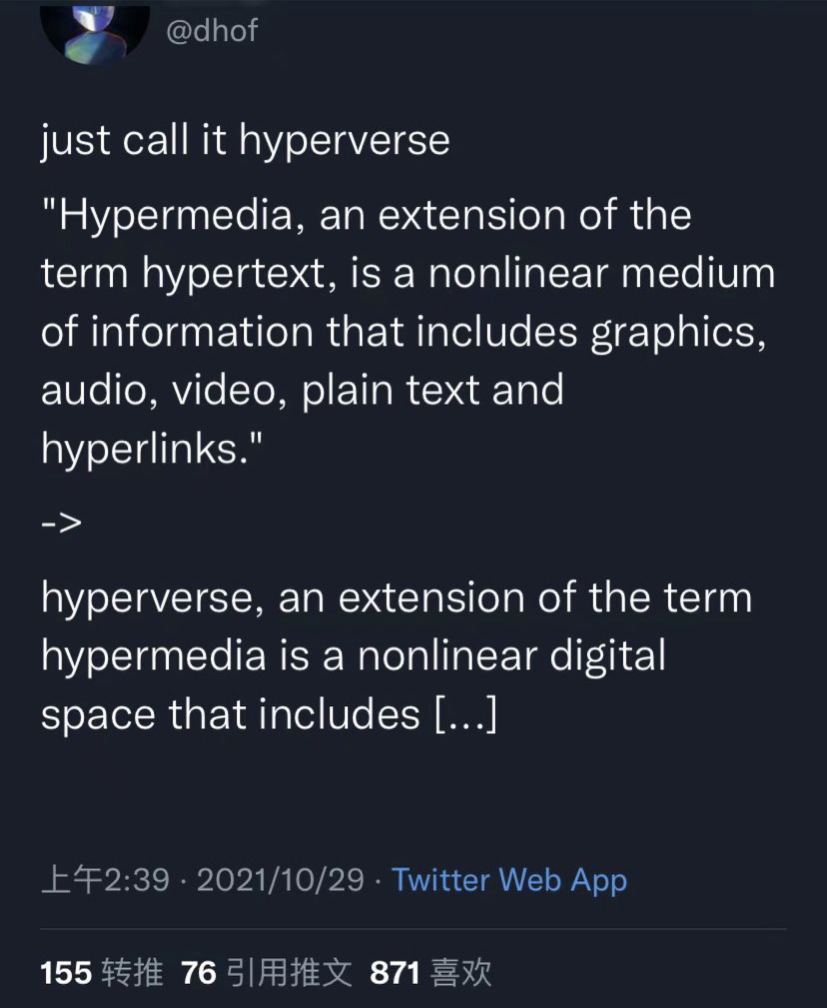 @dhof
just call it hyperverse
"Hypermedia, an extension of the
term hypertext, is a nonlinear medium
of information that includes graphics,
audio, video, plain text and
hyperlinks."
->
hyperverse, an extension of the term
hypermedia is a nonlinear digital
space that includes [...]
上午2:39 · 2021/10/29 · Twitter Web App
155 转推 76 引用推文 871 喜欢